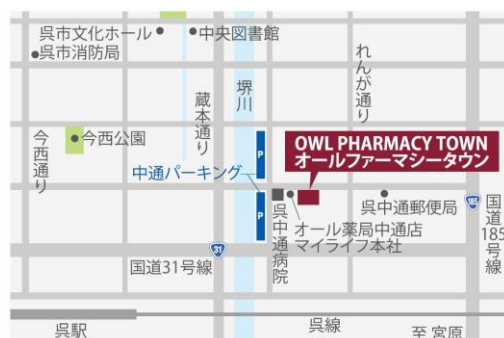 呉市文化ホール
中央図書館
呉市消防局
れんが通り
堺川
蔵本通り
今西通り
今西公園
P
OWL PHARMACY TOWN
オールファーマシータウン
中通パーキング
P
呉中通病院
オール薬局中通店
マイライフ本社
呉中通郵便局
185
国道185号線
31
国道31号線
呉駅
呉線
至 宮原